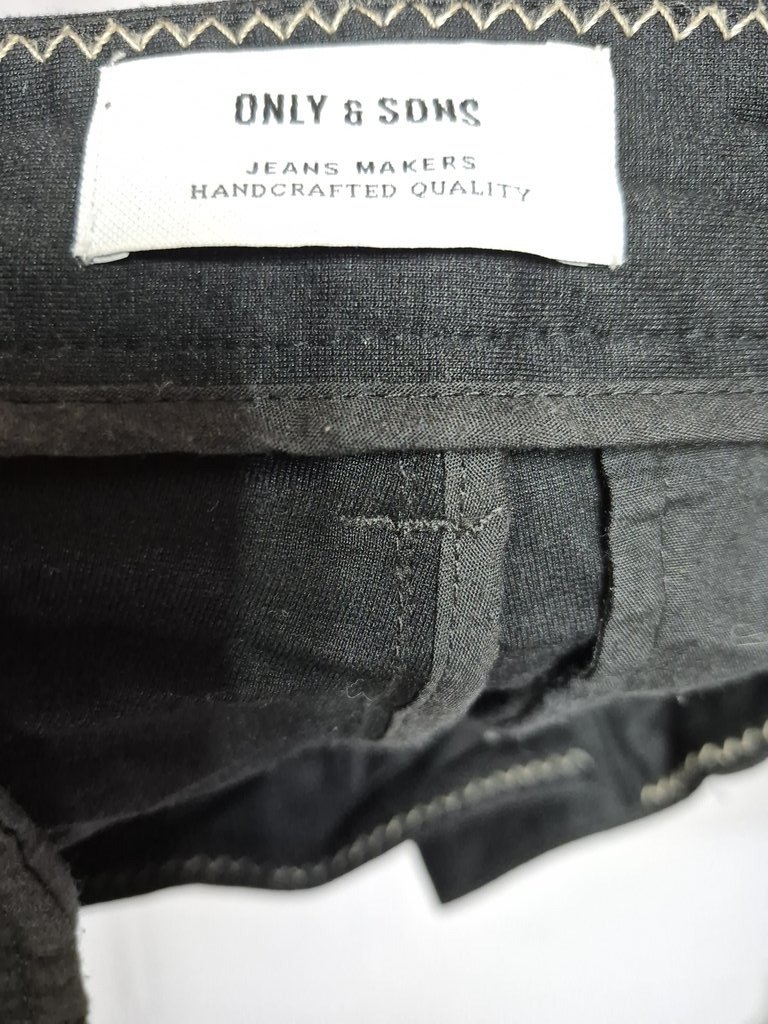 ONLY & SONS
JEANS MAKERS
HANDCRAFTED QUALITY